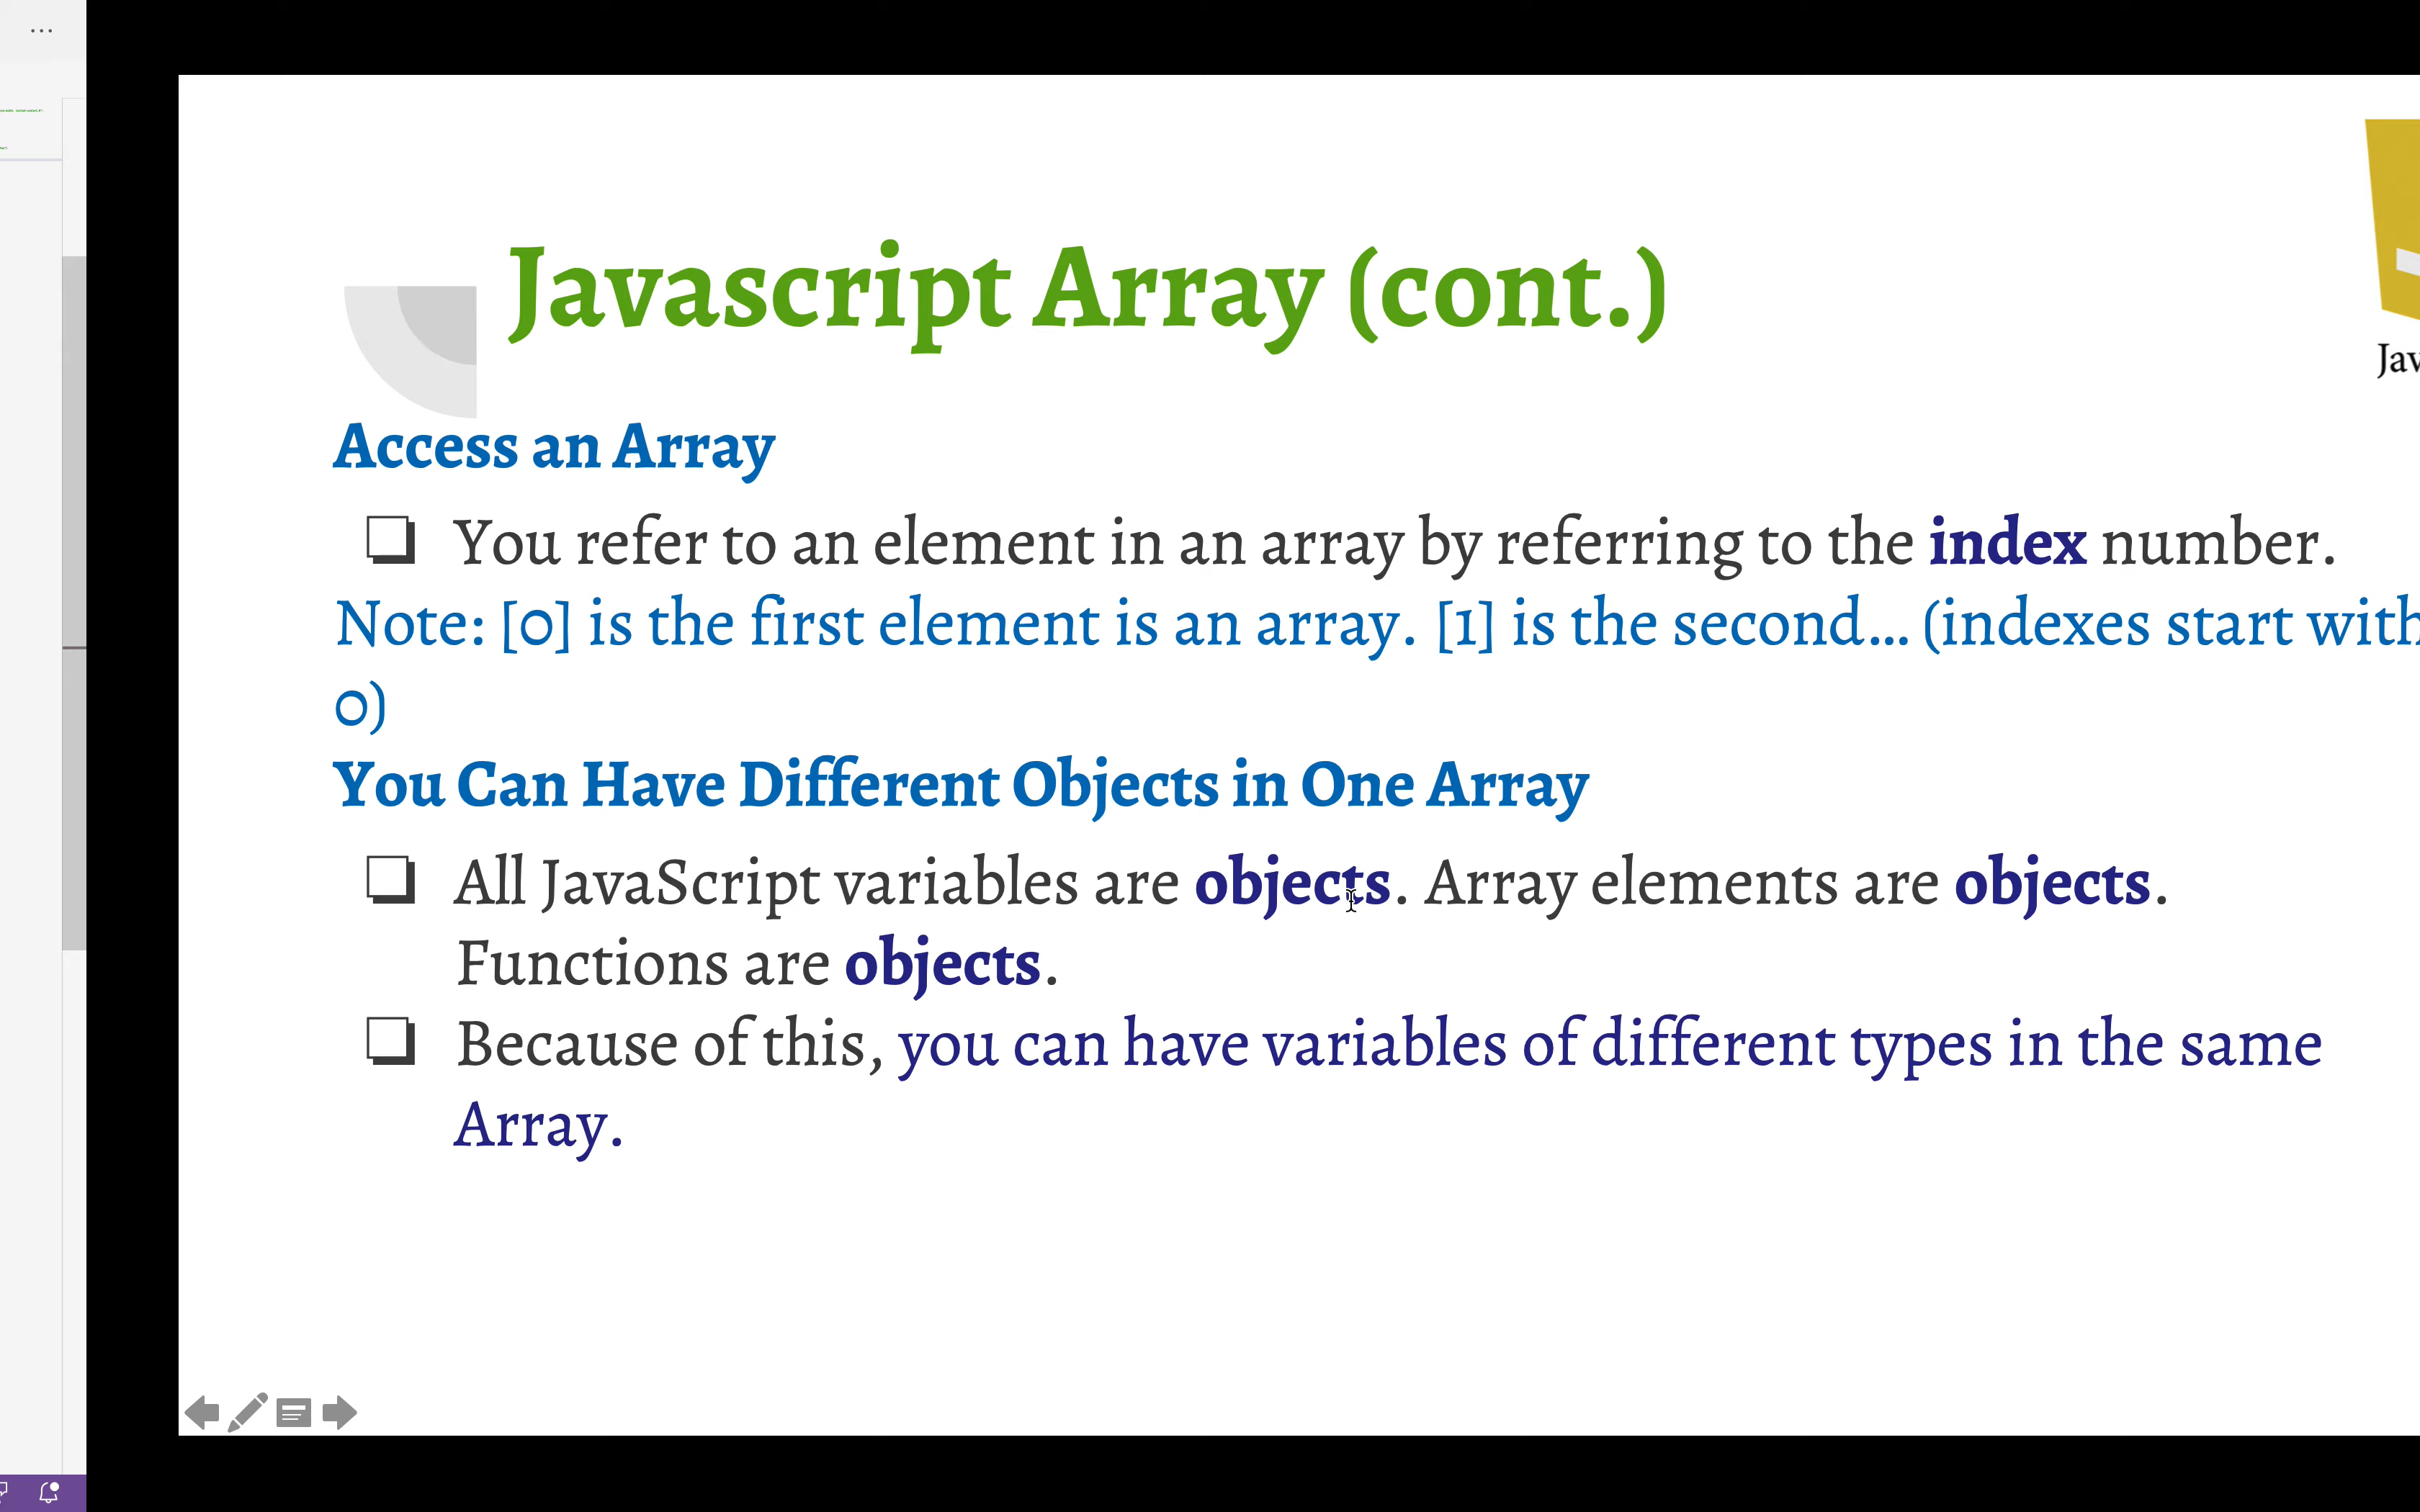 Javascript Array (cont.)
Jav
Access an Array
You refer to an element in an array by referring to the index number.
Note: [0] is the first element is an array. [1] is the second... (indexes start with
0)
You Can Have Different Objects in One Array
All JavaScript variables are objects. Array elements are objects.
Functions are objects.
Because of this, you can have variables of different types in the same
Array.